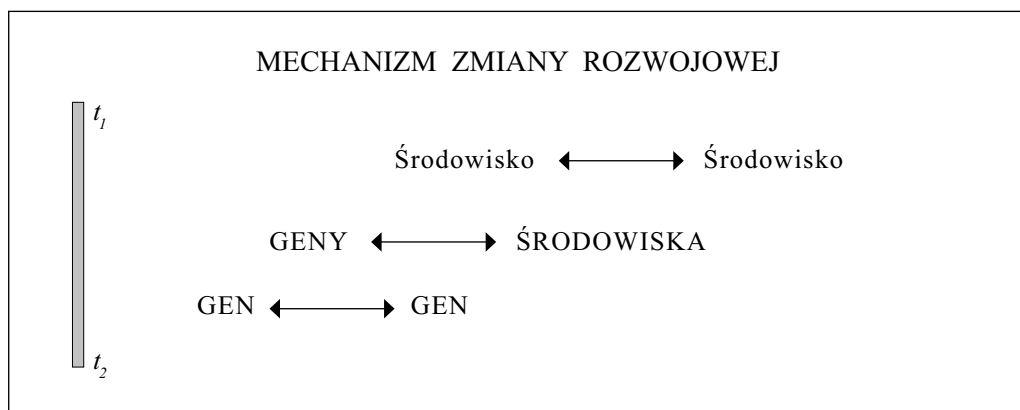 MECHANIZM ZMIANY ROZWOJOWEJ
t1
Środowisko Środowisko
GENY ŚRODOWISKA
GEN GEN
t2